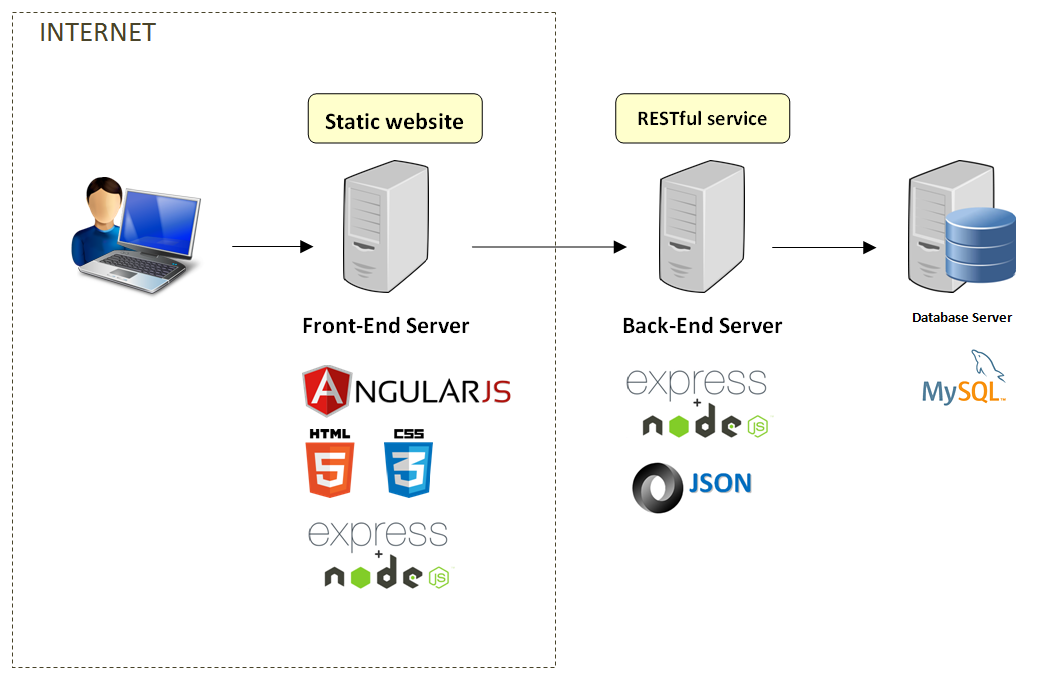 INTERNET
Static website
RESTful service
Front-End Server
Back-End Server
Database Server
ANGULARJS
HTML
5
CSS
3
express
+
node
JS
express
+
node
JS
JSON
MySQL™